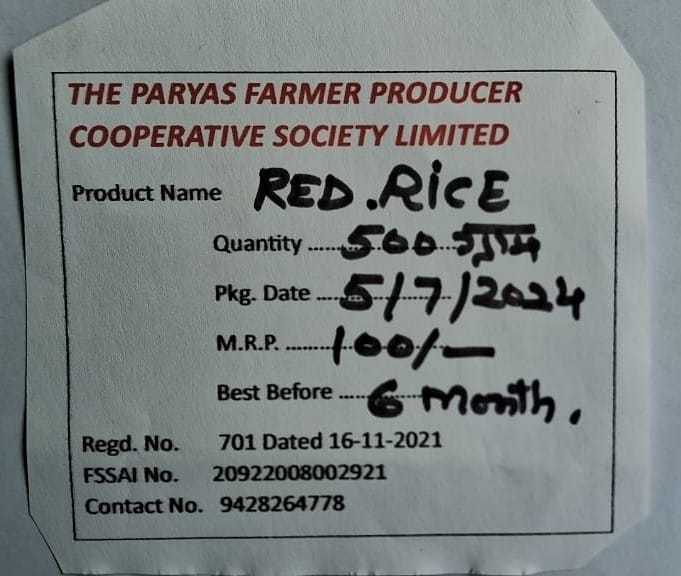 THE PARYAS FARMER PRODUCER
COOPERATIVE SOCIETY LIMITED
Product Name RED.RiCE
Quantity ......500 ग्राम
Pkg. Date ....5/7/2024
M.R.P. ........100/-
Best Before .....6 month.
Regd. No. 701 Dated 16-11-2021
FSSAI No. 20922008002921
Contact No. 9428264778